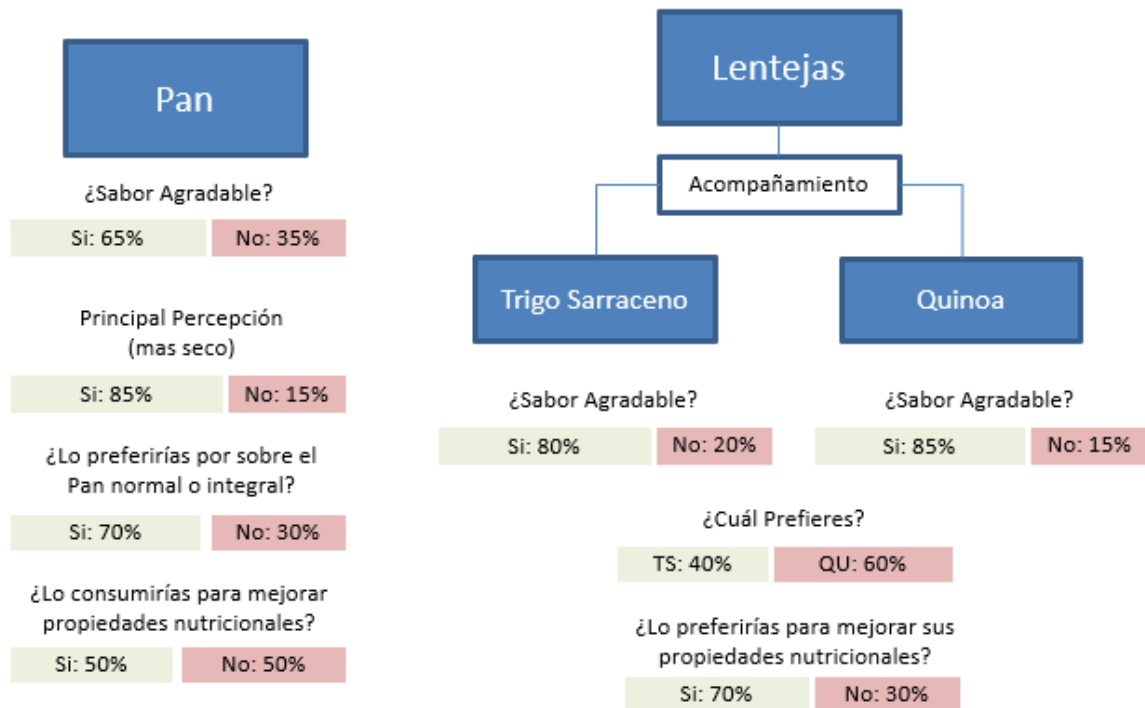 Pan
¿Sabor Agradable?
Si: 65% No: 35%
Principal Percepción
(mas seco)
Si: 85% No: 15%
¿Lo preferirías por sobre el
Pan normal o integral?
Si: 70% No: 30%
¿Lo consumirías para mejorar
propiedades nutricionales?
Si: 50% No: 50%
Lentejas
Acompañamiento
Trigo Sarraceno
Quinoa
¿Sabor Agradable?
Si: 80% No: 20%
¿Sabor Agradable?
Si: 85% No: 15%
¿Cuál Prefieres?
TS: 40% QU: 60%
¿Lo preferirías para mejorar sus
propiedades nutricionales?
Si: 70% No: 30%